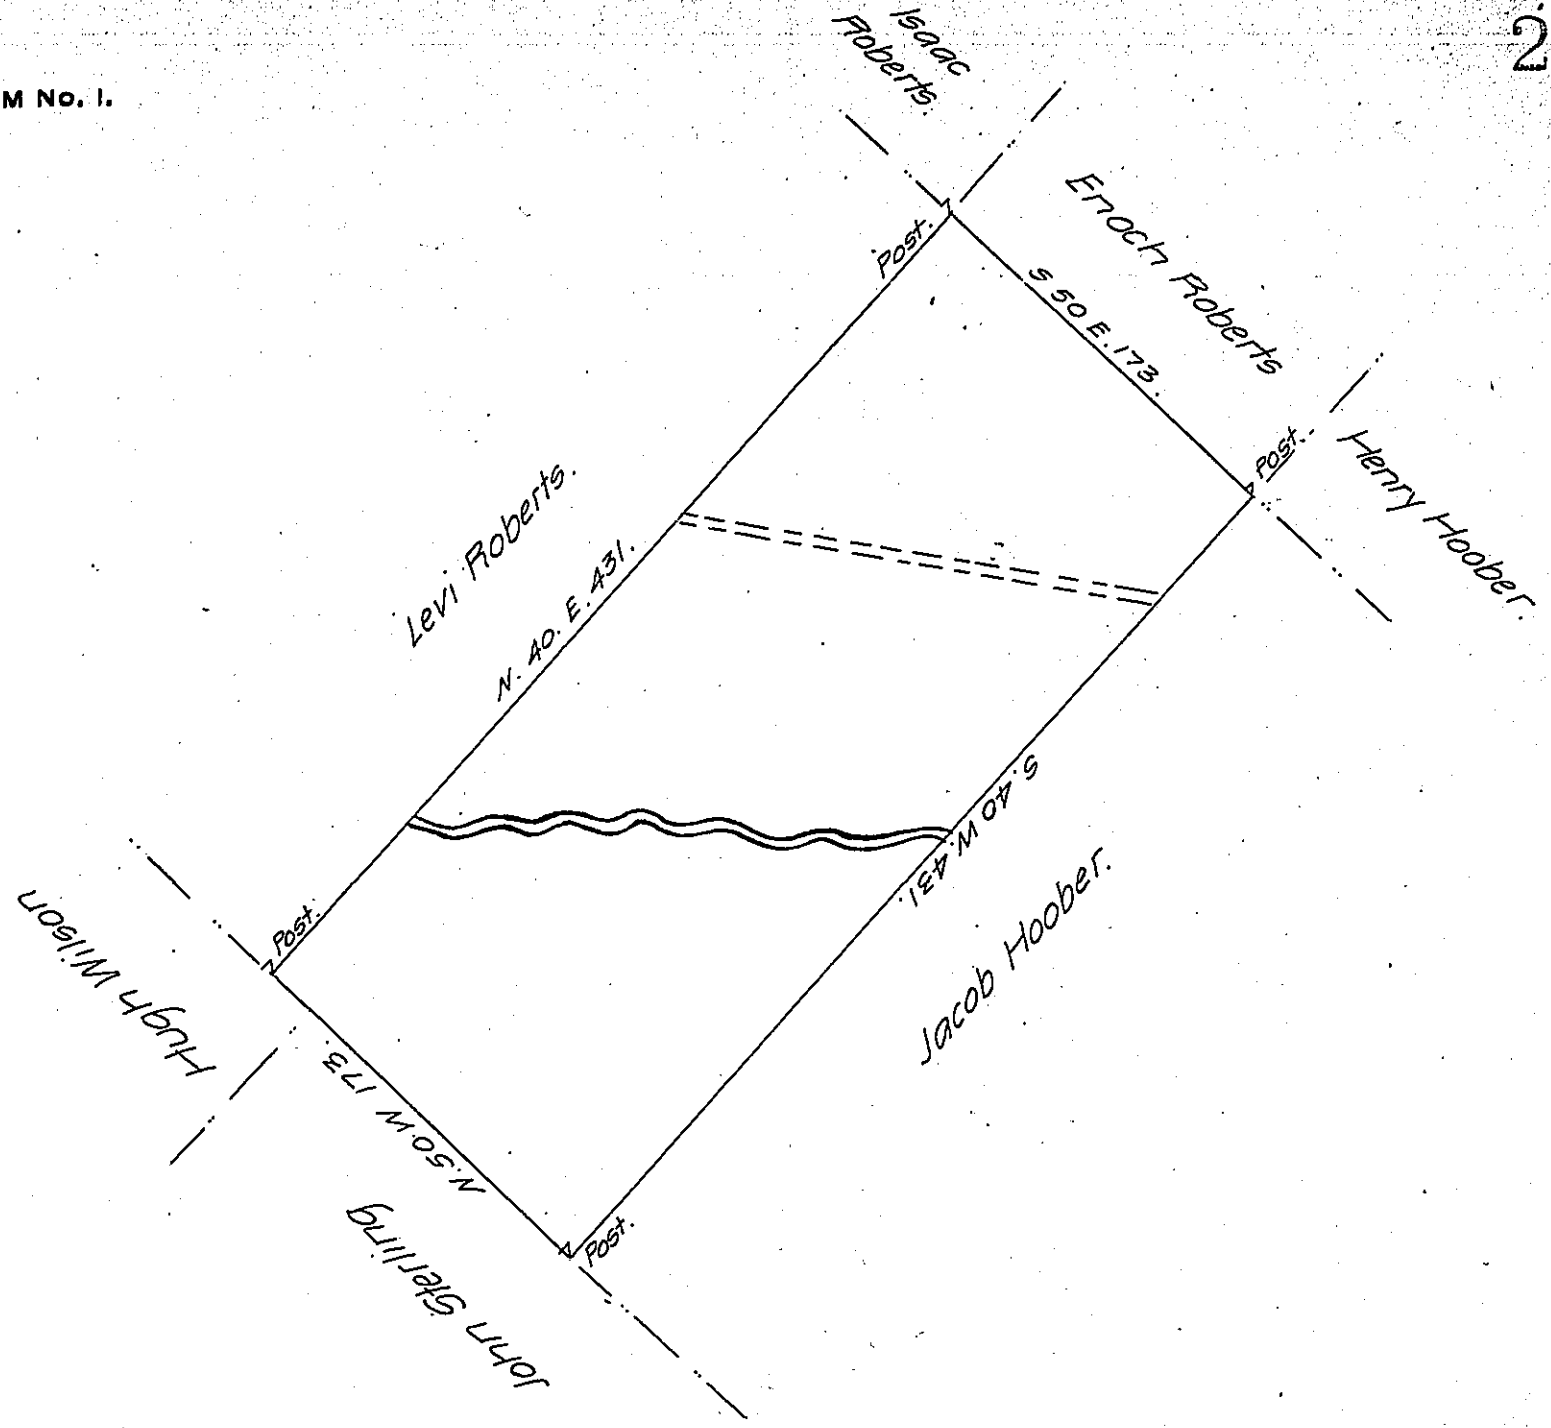 2
M No. 1.
Isaac
Roberts.
Enoch Roberts
Post.
S 50 E. 173.
Post.
Henry Hoober.
Levi Roberts.
N. 40. E. 431.
S. 40 W. 431.
Jacob Hoober.
Post.
Hugh Wilson
N. 50 W 173.
Post.
John Sterling